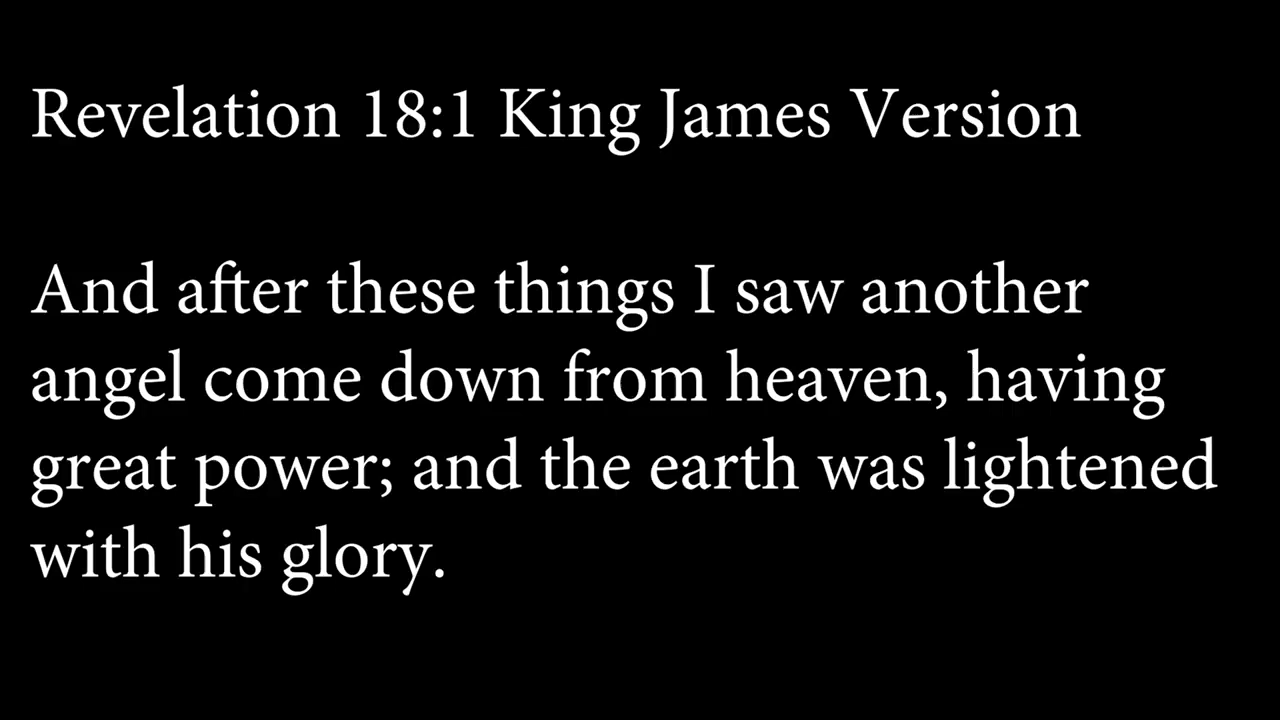 Revelation 18:1 King James Version
And after these things I saw another
angel come down from heaven, having
great power; and the earth was lightened
with his glory.